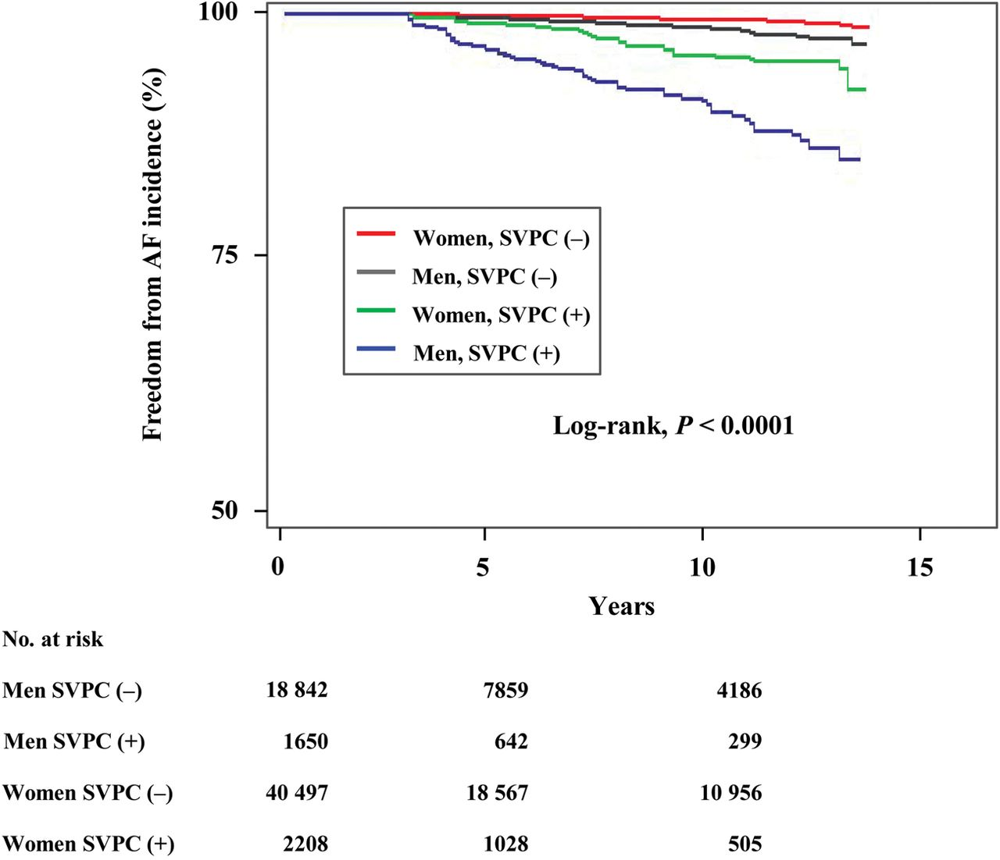 100
75
50
Freedom from AF incidence (%)
Women, SVPC (–)
Men, SVPC (–)
Women, SVPC (+)
Men, SVPC (+)
Log-rank, P < 0.0001
0 5 10 15
Years
No. at risk
Men SVPC (–) 18 842 7859 4186
Men SVPC (+) 1650 642 299
Women SVPC (–) 40 497 18 567 10 956
Women SVPC (+) 2208 1028 505